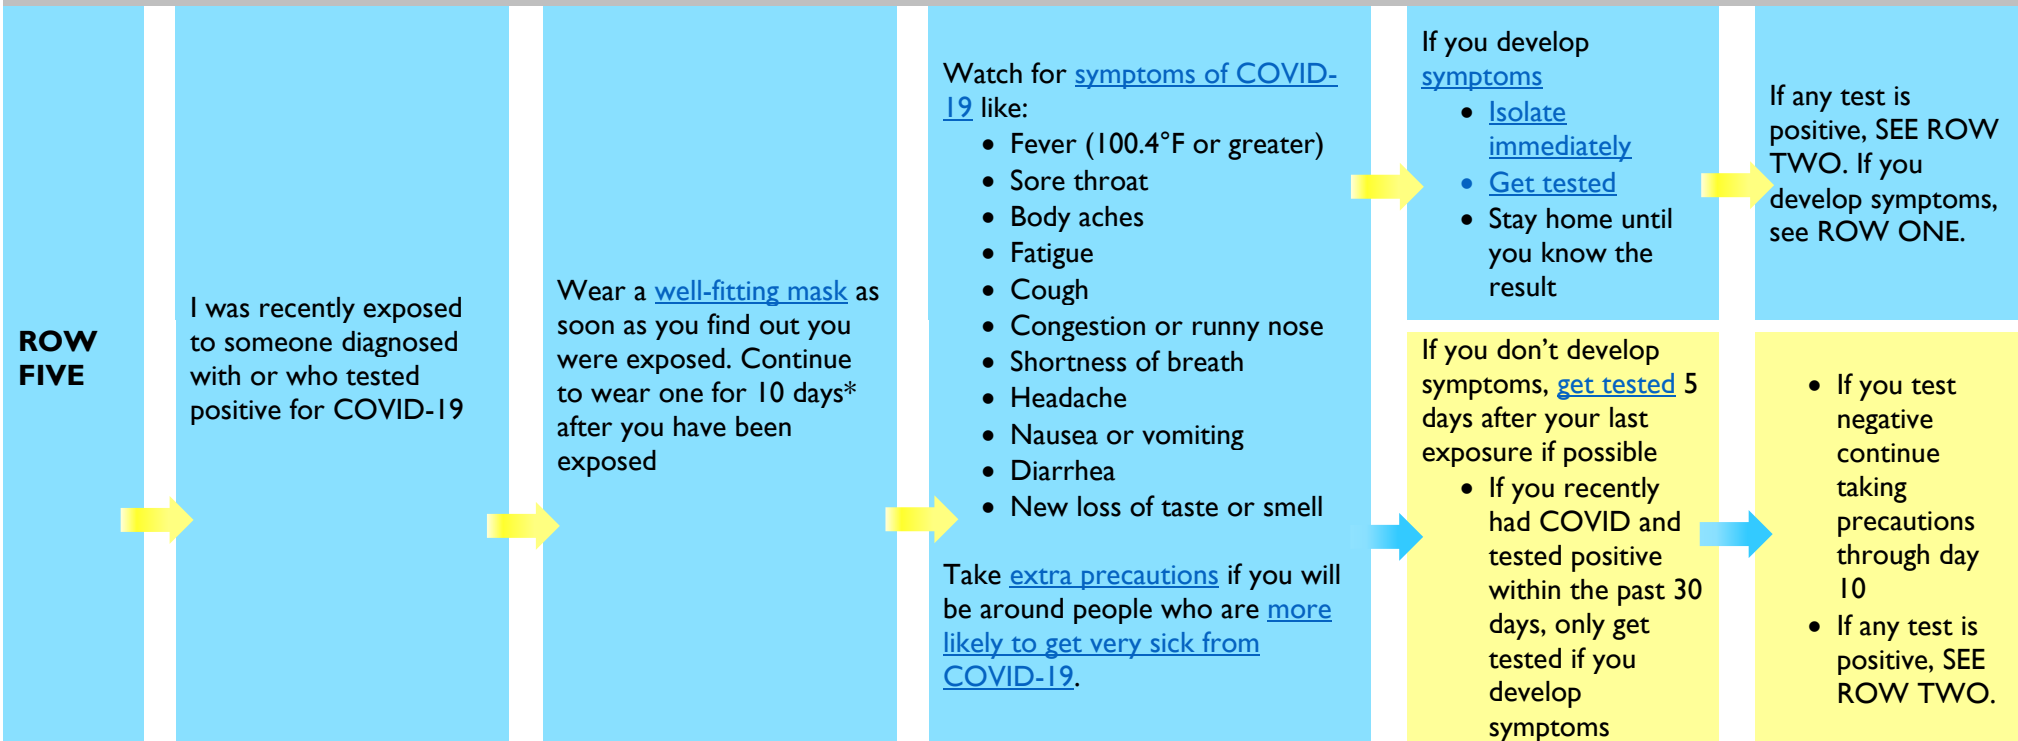 ROW
FIVE
I was recently exposed
to someone diagnosed
with or who tested
positive for COVID-19
Wear a well-fitting mask as
soon as you find out you
were exposed. Continue
to wear one for 10 days*
after you have been
exposed
Watch for symptoms of COVID-
19 like:
• Fever (100.4°F or greater)
• Sore throat
• Body aches
• Fatigue
• Cough
• Congestion or runny nose
• Shortness of breath
• Headache
• Nausea or vomiting
• Diarrhea
• New loss of taste or smell
Take extra precautions if you will
be around people who are more
likely to get very sick from
COVID-19.
If you develop
symptoms
• Isolate
immediately
• Get tested
• Stay home until
you know the
result
If any test is
positive, SEE ROW
TWO. If you
develop symptoms,
see ROW ONE.
If you don't develop
symptoms, get tested 5
days after your last
exposure if possible
• If you recently
had COVID and
tested positive
within the past 30
days, only get
tested if you
develop
symptoms
• If you test
negative
continue
taking
precautions
through day
10
• If any test is
positive, SEE
ROW TWO.